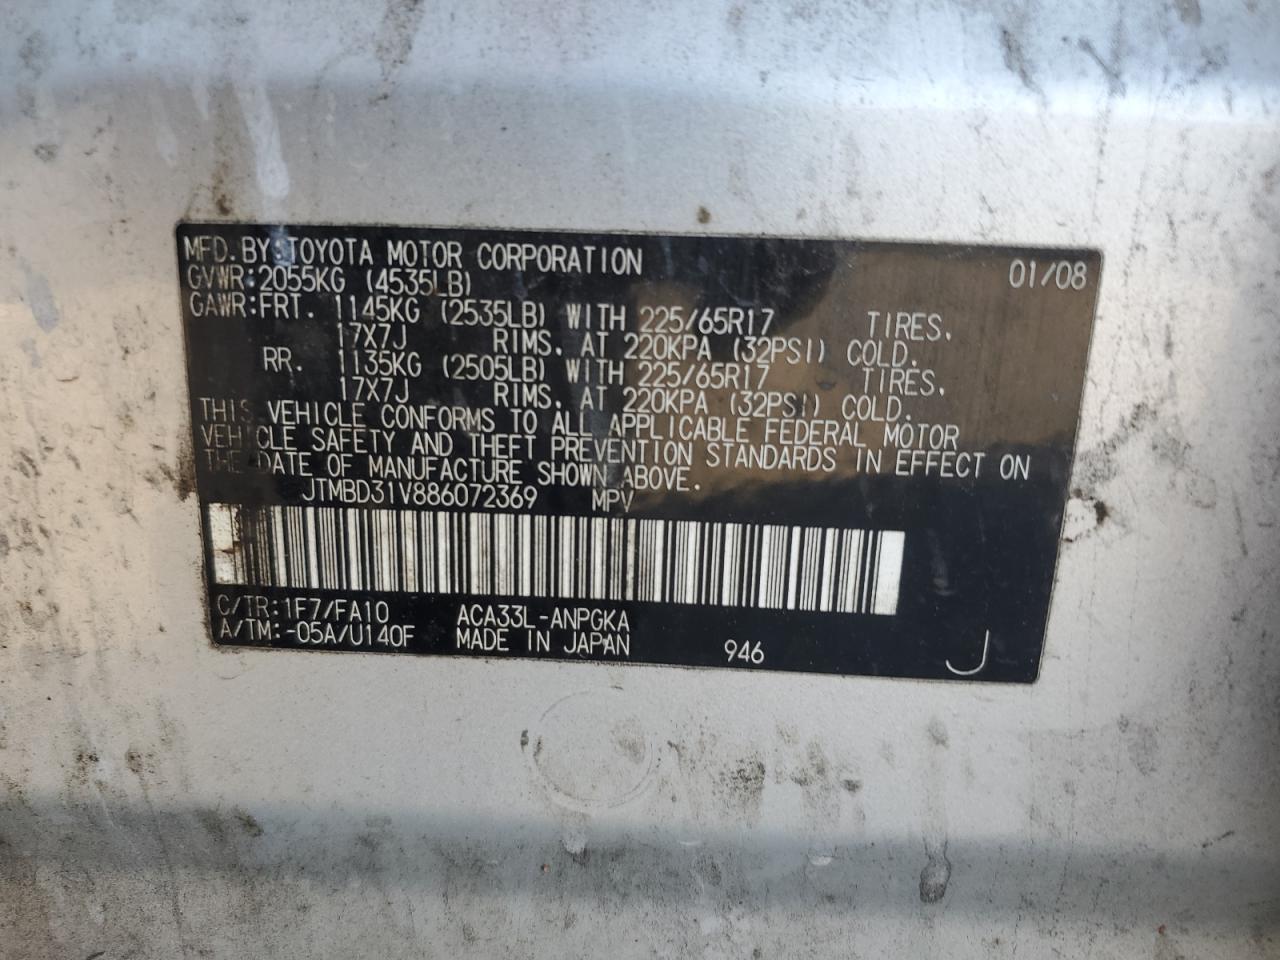 MFD.BY:TOYOTA MOTOR CORPORATION 01/08
GVWR:2055KG (4535LB)
GAWR:FRT. 1145KG (2535LB) WITH 225/65R17 TIRES.
17X7J RIMS. AT 220KPA (32PSI) COLD.
RR. 1135KG (2505LB) WITH 225/65R17 TIRES.
17X7J RIMS. AT 220KPA (32PSI) COLD.
THIS VEHICLE CONFORMS TO ALL APPLICABLE FEDERAL MOTOR
VEHICLE SAFETY AND THEFT PREVENTION STANDARDS IN EFFECT ON
THE DATE OF MANUFACTURE SHOWN ABOVE.
JTMBD31V886072369 MPV
C/TR:1F7/FA10 ACA33L-ANPGKA
A/TM:-05A/U140F MADE IN JAPAN 946 J